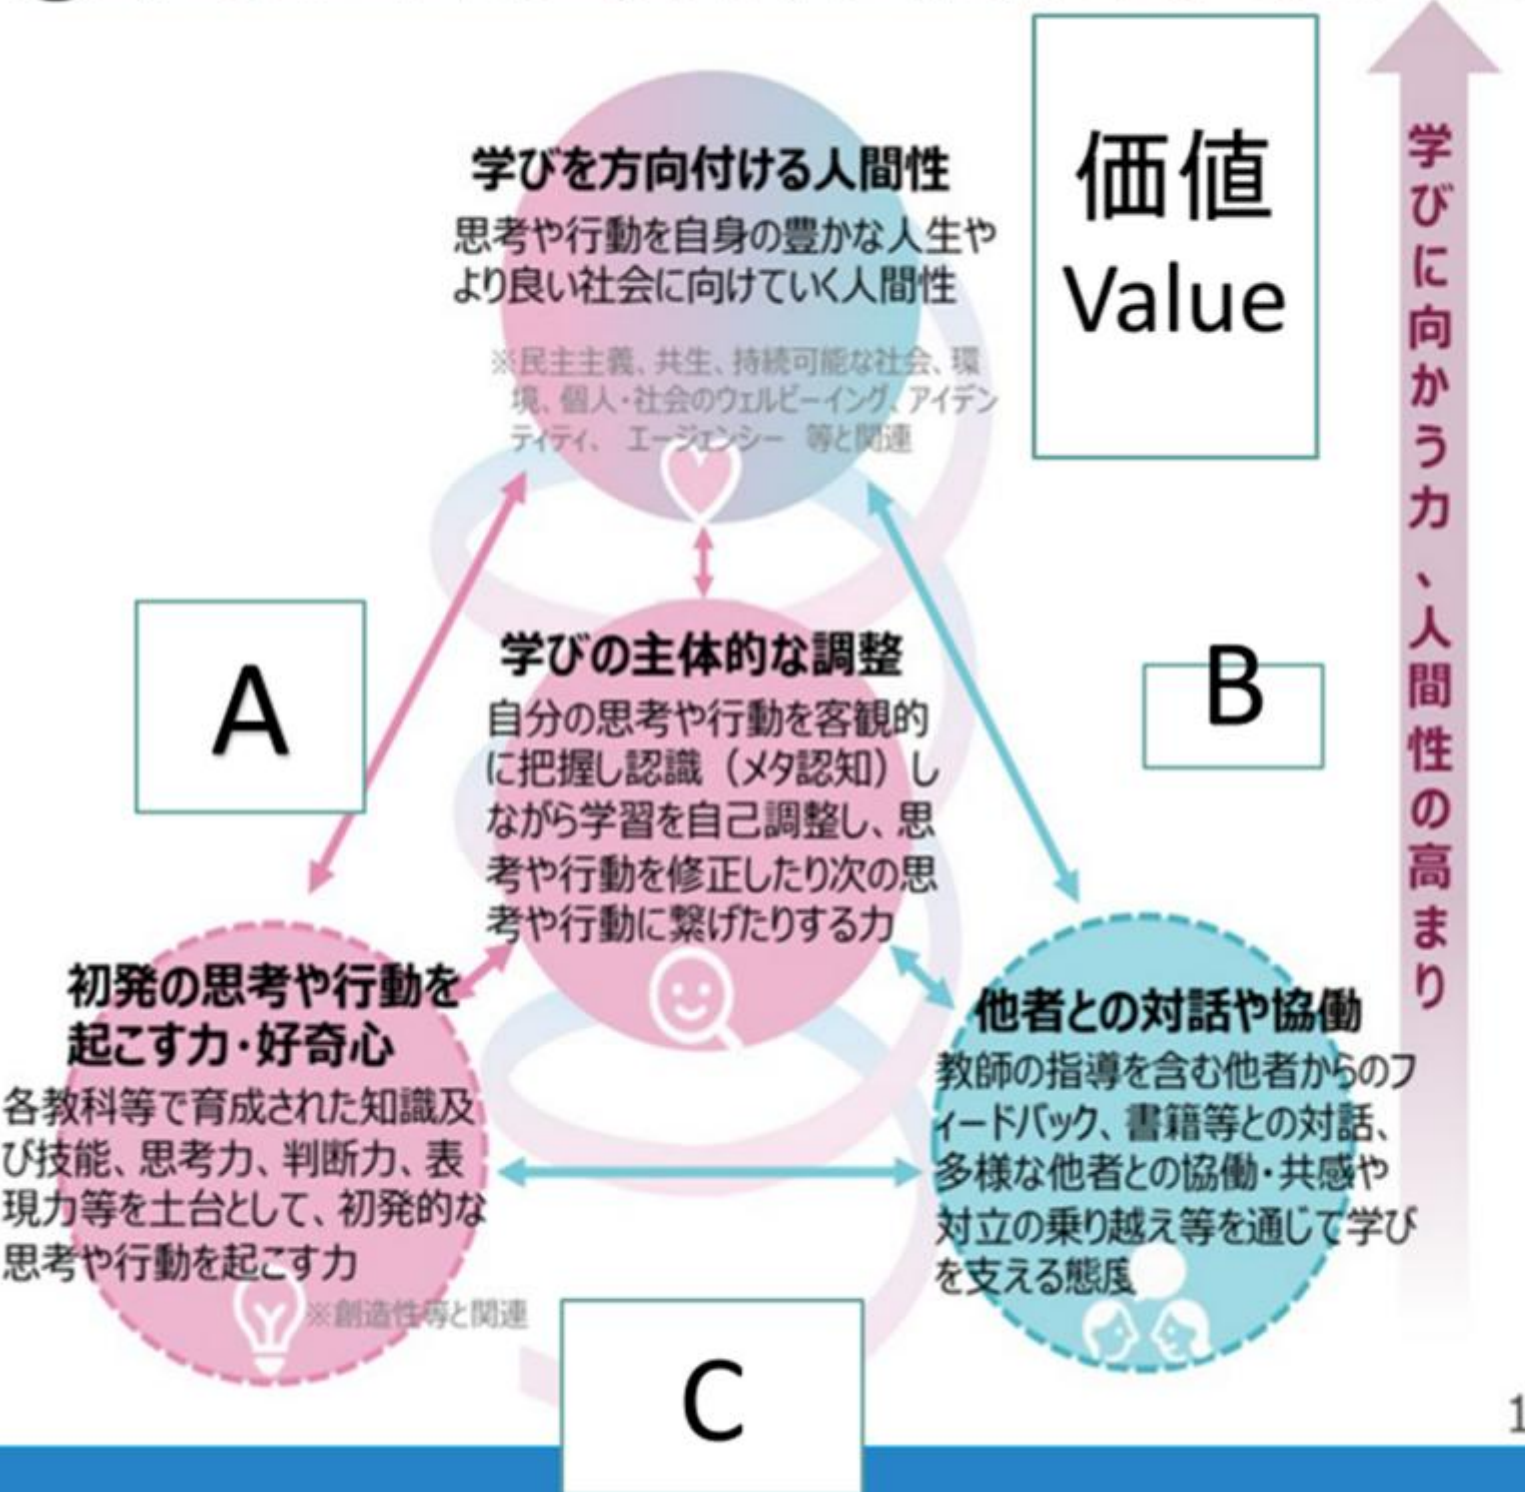 価値
Value
学びを方向付ける人間性
思考や行動を自身の豊かな人生や
より良い社会に向けていく人間性
※民主主義、共生、持続可能な社会、環
境、個人・社会のウェルビーイング、アイデン
ティティ、 エージェンシー 等と関連
学びに向かう力、人間性の高まり
A
B
学びの主体的な調整
自分の思考や行動を客観的
に把握し認識（メタ認知）し
ながら学習を自己調整し、思
考や行動を修正したり次の思
考や行動に繋げたりする力
初発の思考や行動を
起こす力・好奇心
各教科等で育成された知識及
び技能、思考力、判断力、表
現力等を土台として、初発的な
思考や行動を起こす力
※創造性等と関連
他者との対話や協働
教師の指導を含む他者からのフ
ィードバック、書籍等との対話、
多様な他者との協働・共感や
対立の乗り越え等を通じて学び
を支える態度
C
1